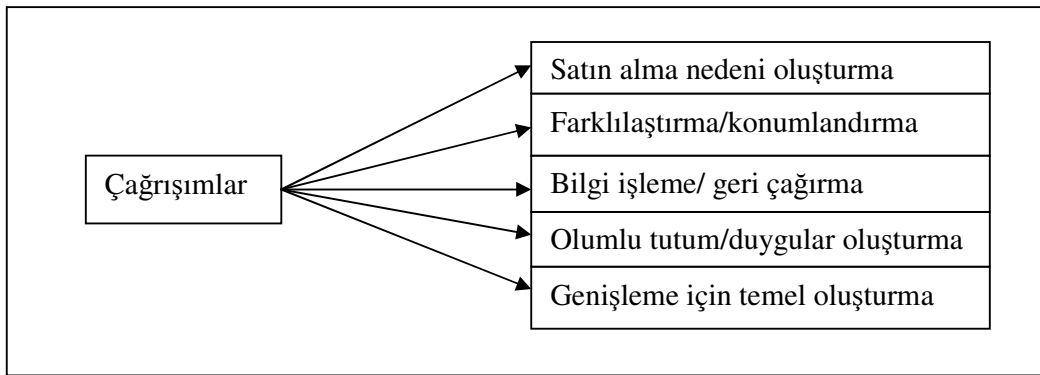 Satın alma nedeni oluşturma
Farklılaştırma/konumlandırma
Çağrışımlar
Bilgi işleme/ geri çağırma
Olumlu tutum/duygular oluşturma
Genişleme için temel oluşturma